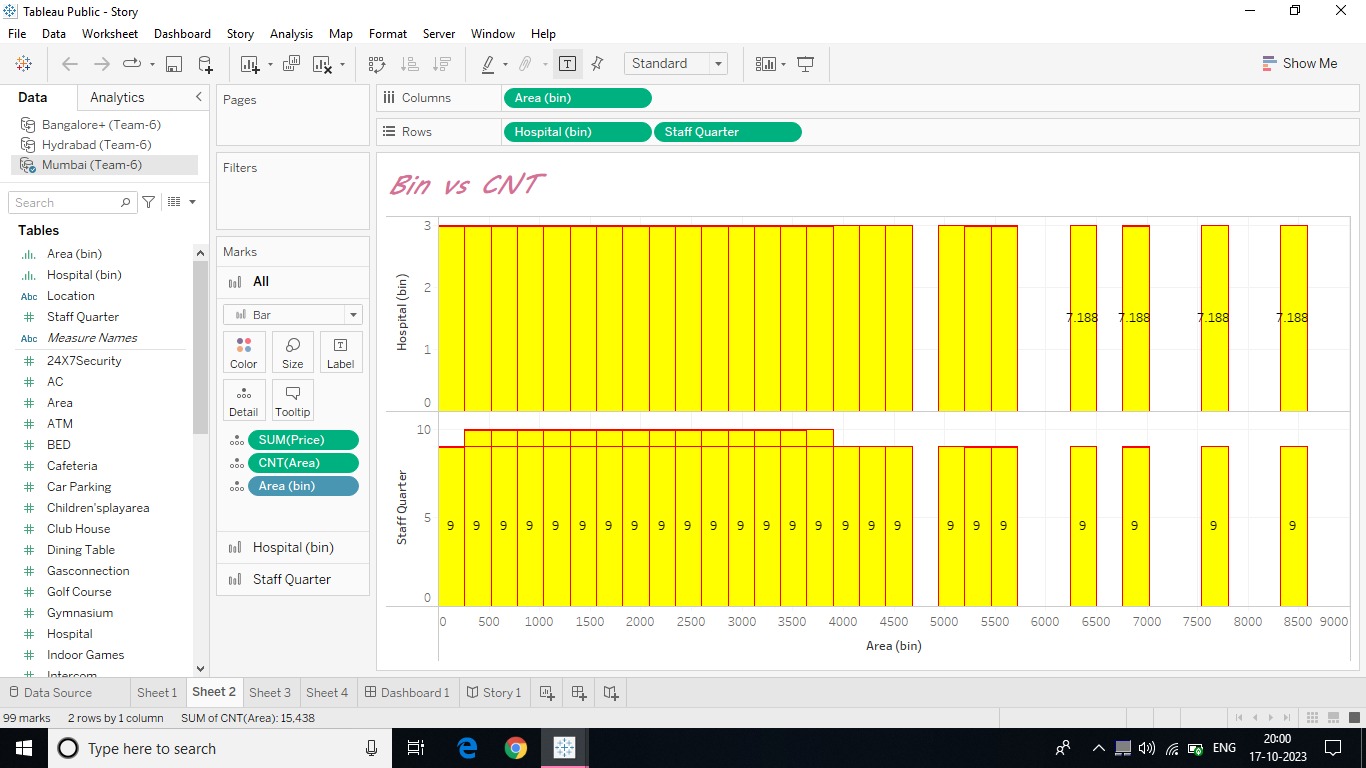 Tableau Public - Story
File Data Worksheet Dashboard Story Analysis Map Format Server Window Help
Standard
Show Me
Data Analytics
Bangalore+ (Team-6)
Hydrabad (Team-6)
Mumbai (Team-6)
Search
Tables
Area (bin)
Hospital (bin)
Abc Location
# Staff Quarter
Abc Measure Names
# 24X7Security
# AC
# Area
# ATM
# BED
# Cafeteria
# Car Parking
# Children'splayarea
# Club House
# Dining Table
# Gasconnection
# Golf Course
# Gymnasium
# Hospital
# Indoor Games
# Intercom
Pages
Filters
Marks
All
Bar
Color Size Label
Detail Tooltip
SUM(Price)
CNT(Area)
Area (bin)
Hospital (bin)
Staff Quarter
Columns Area (bin)
Rows Hospital (bin) Staff Quarter
Bin vs CNT
Hospital (bin)
3
2
1
0
7.188 7.188 7.188 7.188
Staff Quarter
10
5
0
9 9 9 9 9 9 9 9 9 9 9 9 9 9 9 9 9 9 9 9 9 9 9 9 9
0 500 1000 1500 2000 2500 3000 3500 4000 4500 5000 5500 6000 6500 7000 7500 8000 8500 9000
Area (bin)
Data Source Sheet 1 Sheet 2 Sheet 3 Sheet 4 Dashboard 1 Story 1
99 marks 2 rows by 1 column SUM of CNT(Area): 15,438
Type here to search
ENG
20:00
17-10-2023